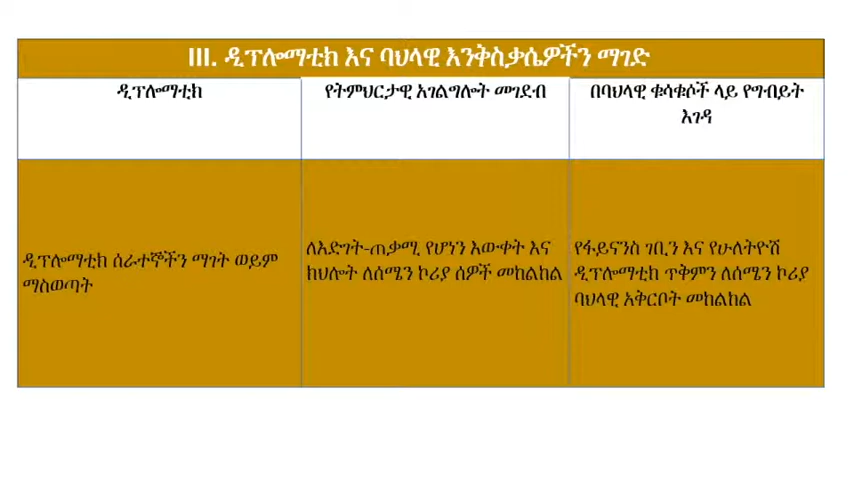 III. ዲፕሎማቲክ እና ባህላዊ እንቅስቃሴዎችን ማገድ
ዲፕሎማቲክ
የትምህርታዊ አገልግሎት መገደብ
በባህላዊ ቁሳቁሶች ላይ የግብይት
እገዳ
ዲፕሎማቲክ ሰራተኞችን ማገት ወይም
ማስወጣት
ለእድገት-ጠቃሚ የሆነን እውቀት እና
ክህሎት ለሰሜን ኮሪያ ሰዎች መከልከል
የፋይናንስ ገቢን እና የሁለትዮሽ
ዲፕሎማቲክ ጥቅምን ለሰሜን ኮሪያ
ባህላዊ አቅርቦት መከልከል